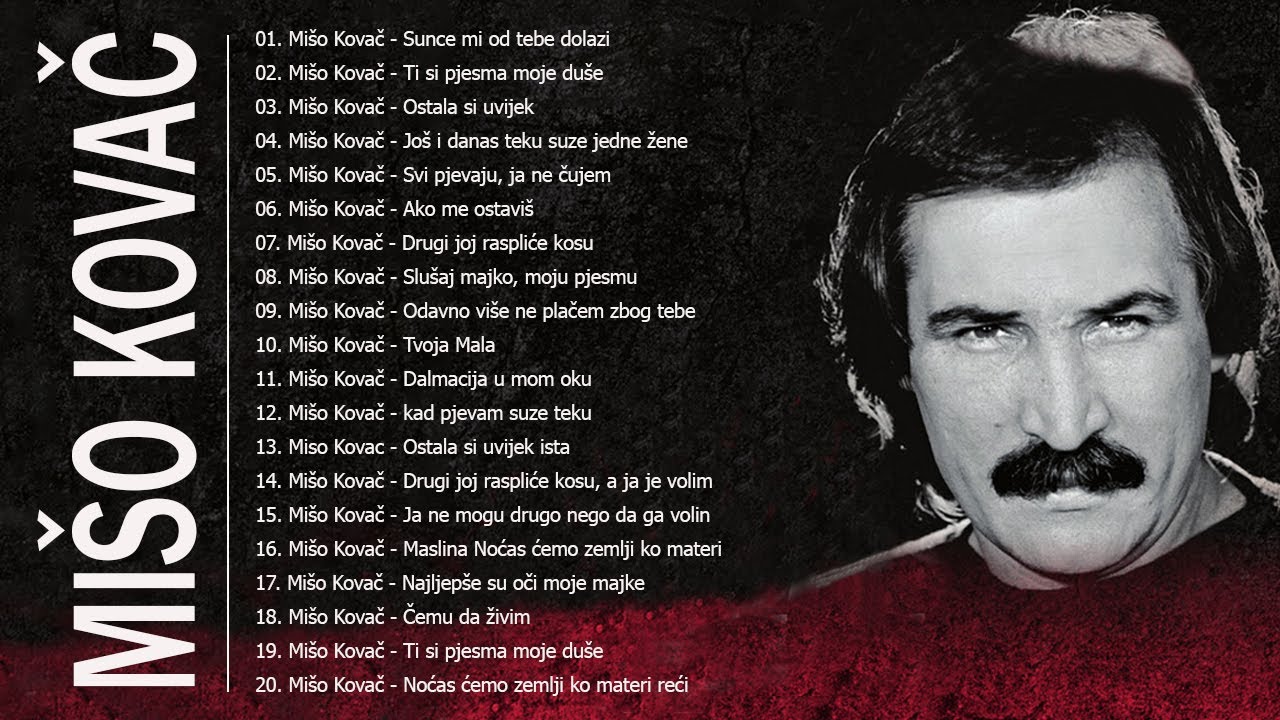 MIŠO KOVAČ
01. Mišo Kovač - Sunce mi od tebe dolazi
02. Mišo Kovač - Ti si pjesma moje duše
03. Mišo Kovač - Ostala si uvijek
04. Mišo Kovač - Još i danas teku suze jedne žene
05. Mišo Kovač - Svi pjevaju, ja ne čujem
06. Mišo Kovač - Ako me ostaviš
07. Mišo Kovač - Drugi joj raspliće kosu
08. Mišo Kovač - Slušaj majko, moju pjesmu
09. Mišo Kovač - Odavno više ne plačem zbog tebe
10. Mišo Kovač - Tvoja Mala
11. Mišo Kovač - Dalmacija u mom oku
12. Mišo Kovač - kad pjevam suze teku
13. Miso Kovac - Ostala si uvijek ista
14. Mišo Kovač - Drugi joj raspliće kosu, a ja je volim
15. Mišo Kovač - Ja ne mogu drugo nego da ga volin
16. Mišo Kovač - Maslina Noćas ćemo zemlji ko materi
17. Mišo Kovač - Najljepše su oči moje majke
18. Mišo Kovač - Čemu da živim
19. Mišo Kovač - Ti si pjesma moje duše
20. Mišo Kovač - Noćas ćemo zemlji ko materi reći